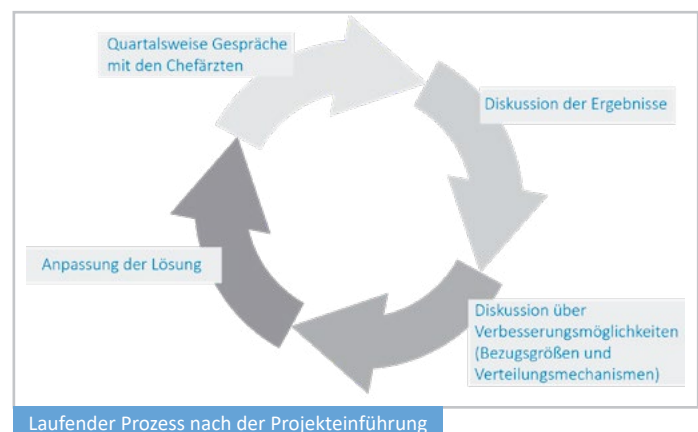 Quartalsweise Gespräche
mit den Chefärzten
Diskussion der Ergebnisse
Diskussion über
Verbesserungsmöglichkeiten
(Bezugsgrößen und
Verteilungsmechanismen)
Anpassung der Lösung
Laufender Prozess nach der Projekteinführung